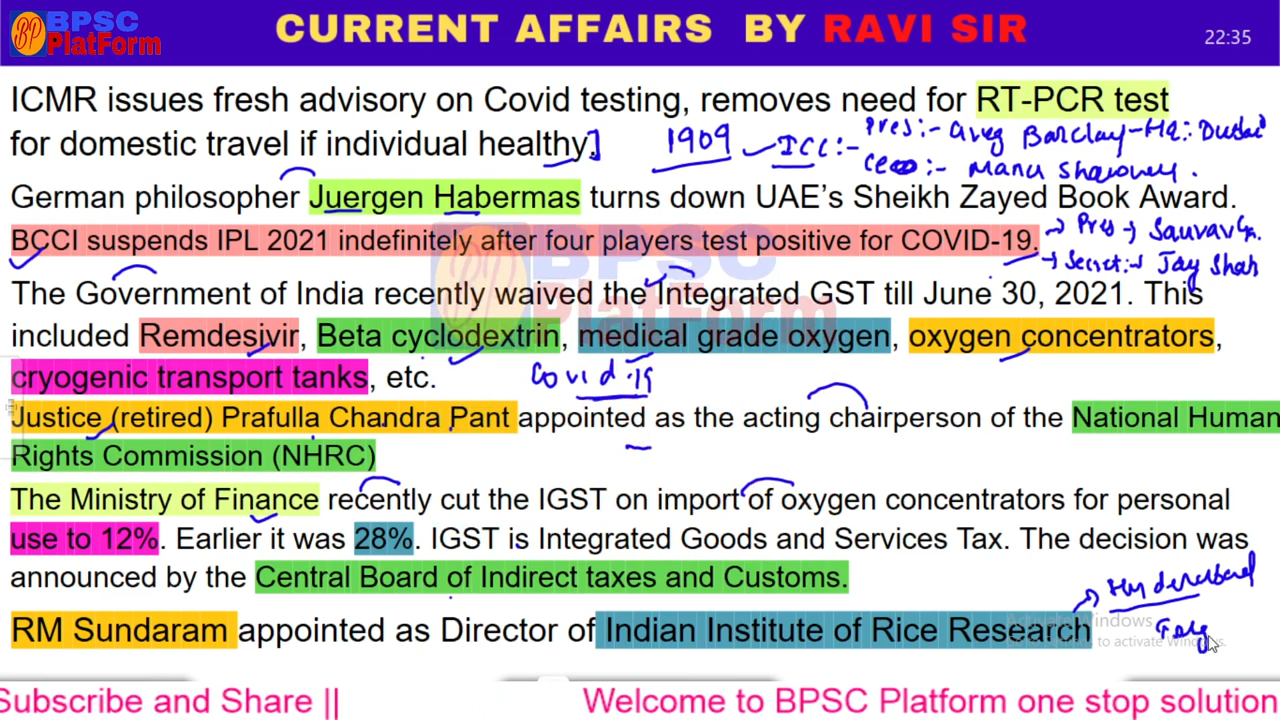 BPSC
PlatForm
CURRENT AFFAIRS BY RAVI SIR
22:35
ICMR issues fresh advisory on Covid testing, removes need for RT-PCR test
for domestic travel if individual healthy.
1909 ICC:- Pres:- Greg Barclay - HQ: Dubai
CEO:- Manu Shawney.
German philosopher Juergen Habermas turns down UAE's Sheikh Zayed Book Award.
BCCI suspends IPL 2021 indefinitely after four players test positive for COVID-19.
→ Pres → Saurav Ga.
→ Secret:→ Jay Shah
BPSC
PlatForm
The Government of India recently waived the Integrated GST till June 30, 2021. This
included Remdesivir, Beta cyclodextrin, medical grade oxygen, oxygen concentrators,
cryogenic transport tanks, etc.
Covid-19
Justice (retired) Prafulla Chandra Pant appointed as the acting chairperson of the National Human
Rights Commission (NHRC)
The Ministry of Finance recently cut the IGST on import of oxygen concentrators for personal
use to 12%. Earlier it was 28%. IGST is Integrated Goods and Services Tax. The decision was
announced by the Central Board of Indirect taxes and Customs.
→ Hyderabad
RM Sundaram appointed as Director of Indian Institute of Rice Research
Activate Windows
to activate Windows.
Subscribe and Share ||
Welcome to BPSC Platform one stop solution